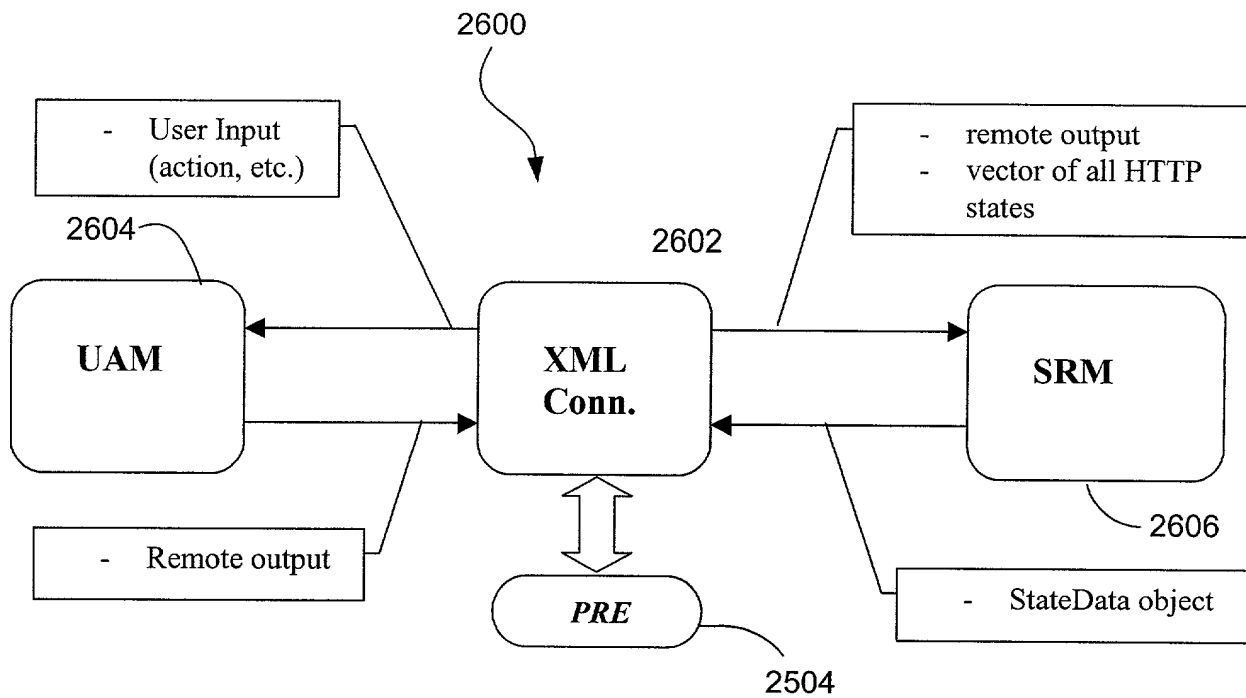 2600
- User Input
(action, etc.)
- remote output
- vector of all HTTP
states
2604
2602
UAM
XML
Conn.
SRM
2606
- Remote output
PRE
- StateData object
2504